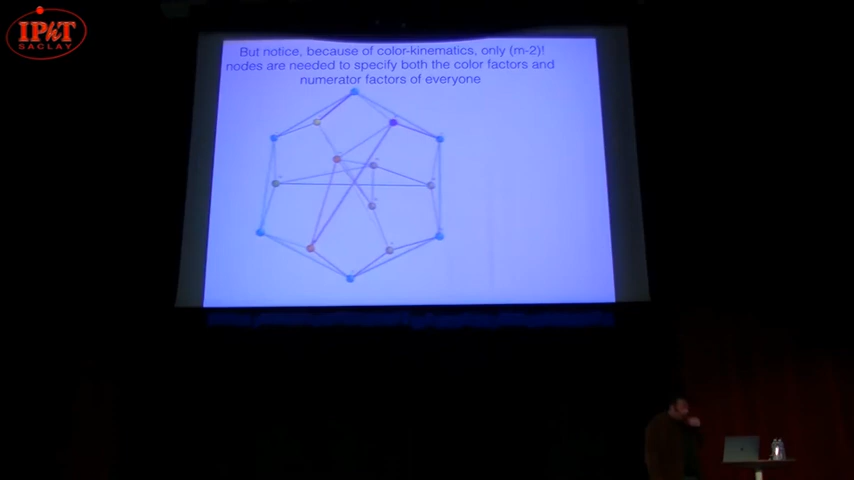 IPhT
SACLAY
But notice, because of color-kinematics, only (m-2)!
nodes are needed to specify both the color factors and
numerator factors of everyone